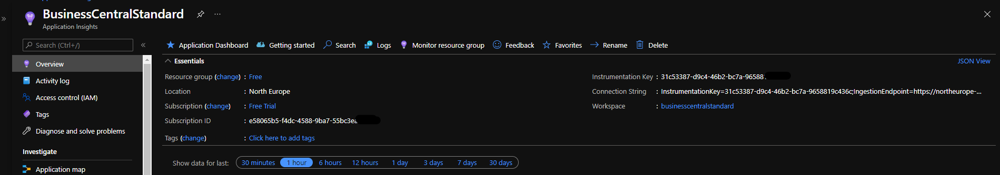 BusinessCentralStandard
Application Insights
Search (Ctrl+/)
Overview
Activity log
Access control (IAM)
Tags
Diagnose and solve problems
Investigate
Application map
Application Dashboard
Getting started
Search
Logs
Monitor resource group
Feedback
Favorites
Rename
Delete
Essentials
JSON View
Resource group (change) : Free
Location : North Europe
Subscription (change) : Free Trial
Subscription ID : e58065b5-f4dc-4588-9ba7-55bc3ea
Tags (change) : Click here to add tags
Instrumentation Key : 31c53387-d9c4-46b2-bc7a-96588
Connection String : InstrumentationKey=31c53387-d9c4-46b2-bc7a-9658819c436c;IngestionEndpoint=https://northeurope-...
Workspace : businesscentralstandard
Show data for last: 30 minutes 1 hour 6 hours 12 hours 1 day 3 days 7 days 30 days